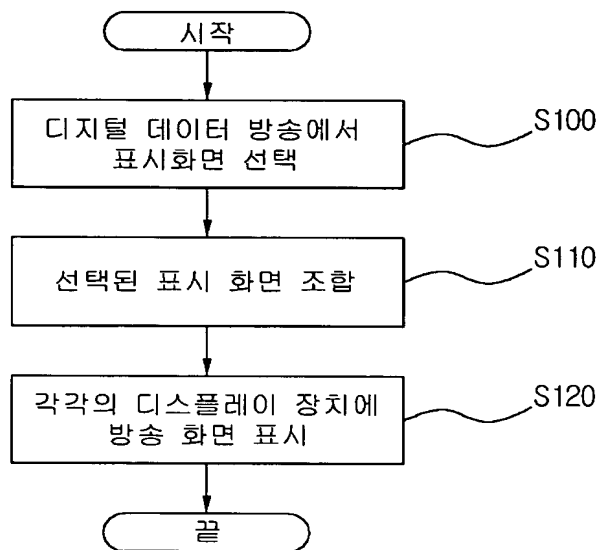 시작
디지털 데이터 방송에서
표시화면 선택
S100
선택된 표시 화면 조합
S110
각각의 디스플레이 장치에
방송 화면 표시
S120
끝